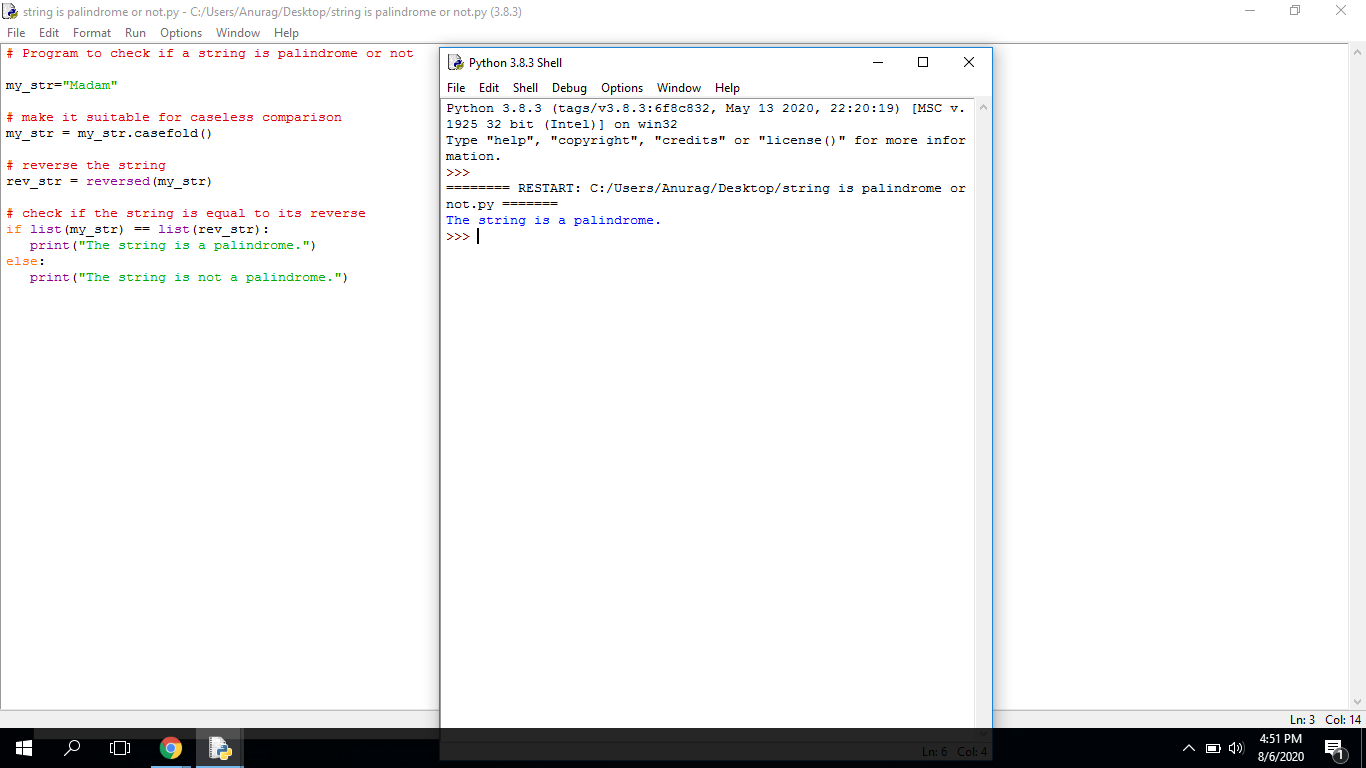 string is palindrome or not.py - C:/Users/Anurag/Desktop/string is palindrome or not.py (3.8.3)
File Edit Format Run Options Window Help
# Program to check if a string is palindrome or not
my_str="Madam"
# make it suitable for caseless comparison
my_str = my_str.casefold()
# reverse the string
rev_str = reversed(my_str)
# check if the string is equal to its reverse
if list(my_str) == list(rev_str):
   print("The string is a palindrome.")
else:
   print("The string is not a palindrome.")
Python 3.8.3 Shell
File Edit Shell Debug Options Window Help
Python 3.8.3 (tags/v3.8.3:6f8c832, May 13 2020, 22:20:19) [MSC v.
1925 32 bit (Intel)] on win32
Type "help", "copyright", "credits" or "license()" for more infor
mation.
>>>
======== RESTART: C:/Users/Anurag/Desktop/string is palindrome or
not.py =======
The string is a palindrome.
>>>
Ln: 6 Col: 4
Ln: 3 Col: 14
4:51 PM
8/6/2020
1